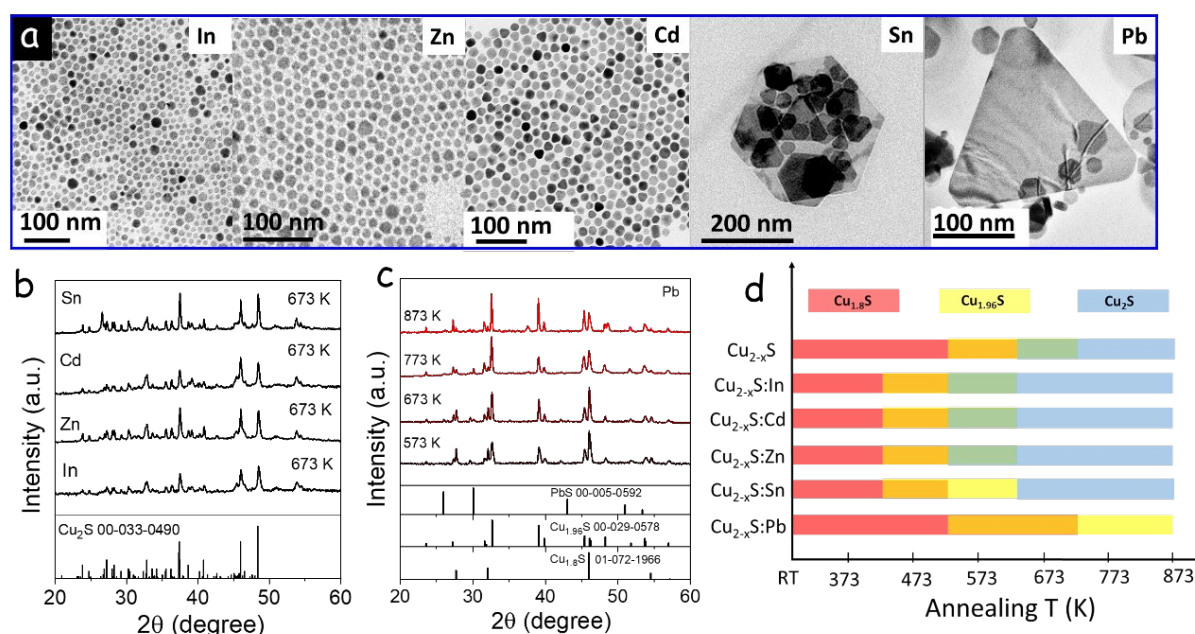 a
In
Zn
Cd
Sn
Pb
100 nm
100 nm
100 nm
200 nm
100 nm
b
Sn
673 K
Cd
673 K
Zn
673 K
In
673 K
Cu2S 00-033-0490
Intensity (a.u.)
20 30 40 50 60
2θ (degree)
c
Pb
873 K
773 K
673 K
573 K
PbS 00-005-0592
Cu1.96S 00-029-0578
Cu1.8S 01-072-1966
Intensity (a.u.)
20 30 40 50 60
2θ (degree)
d
Cu1.8S
Cu1.96S
Cu2S
Cu2-xS
Cu2-xS:In
Cu2-xS:Cd
Cu2-xS:Zn
Cu2-xS:Sn
Cu2-xS:Pb
RT 373 473 573 673 773 873
Annealing T (K)